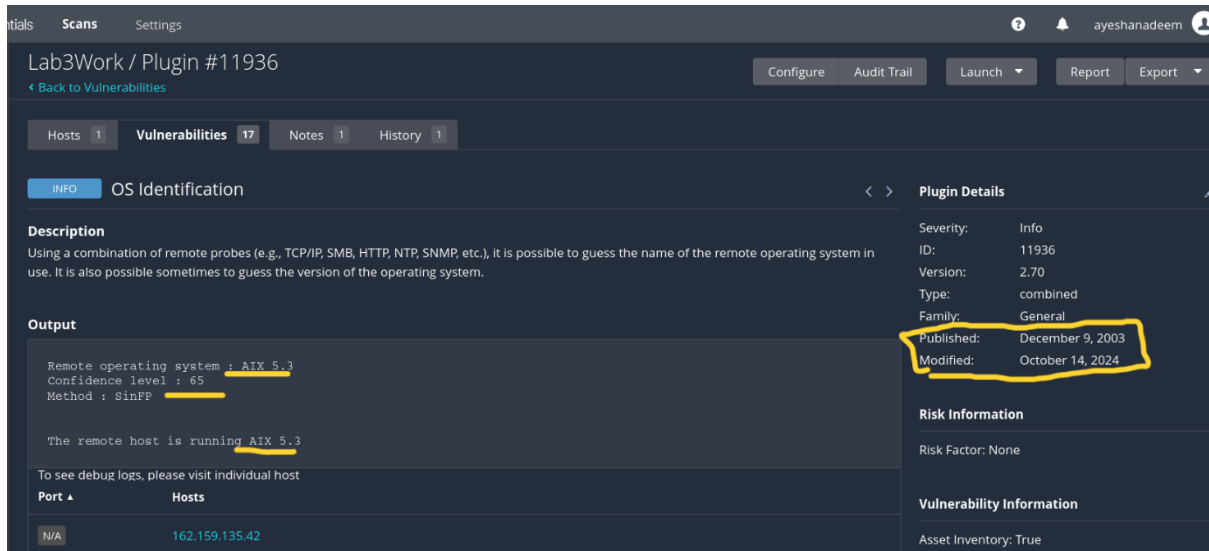 ntials Scans Settings ayeshanadeem
Lab3Work / Plugin #11936
Configure Audit Trail Launch Report Export
Back to Vulnerabilities
Hosts 1 Vulnerabilities 17 Notes 1 History 1
INFO OS Identification
Description
Using a combination of remote probes (e.g., TCP/IP, SMB, HTTP, NTP, SNMP, etc.), it is possible to guess the name of the remote operating system in
use. It is also possible sometimes to guess the version of the operating system.
Output
Remote operating system : AIX 5.3
Confidence level : 65
Method : SinFP
The remote host is running AIX 5.3
To see debug logs, please visit individual host
Port Hosts
N/A 162.159.135.42
Plugin Details
Severity: Info
ID: 11936
Version: 2.70
Type: combined
Family: General
Published: December 9, 2003
Modified: October 14, 2024
Risk Information
Risk Factor: None
Vulnerability Information
Asset Inventory: True